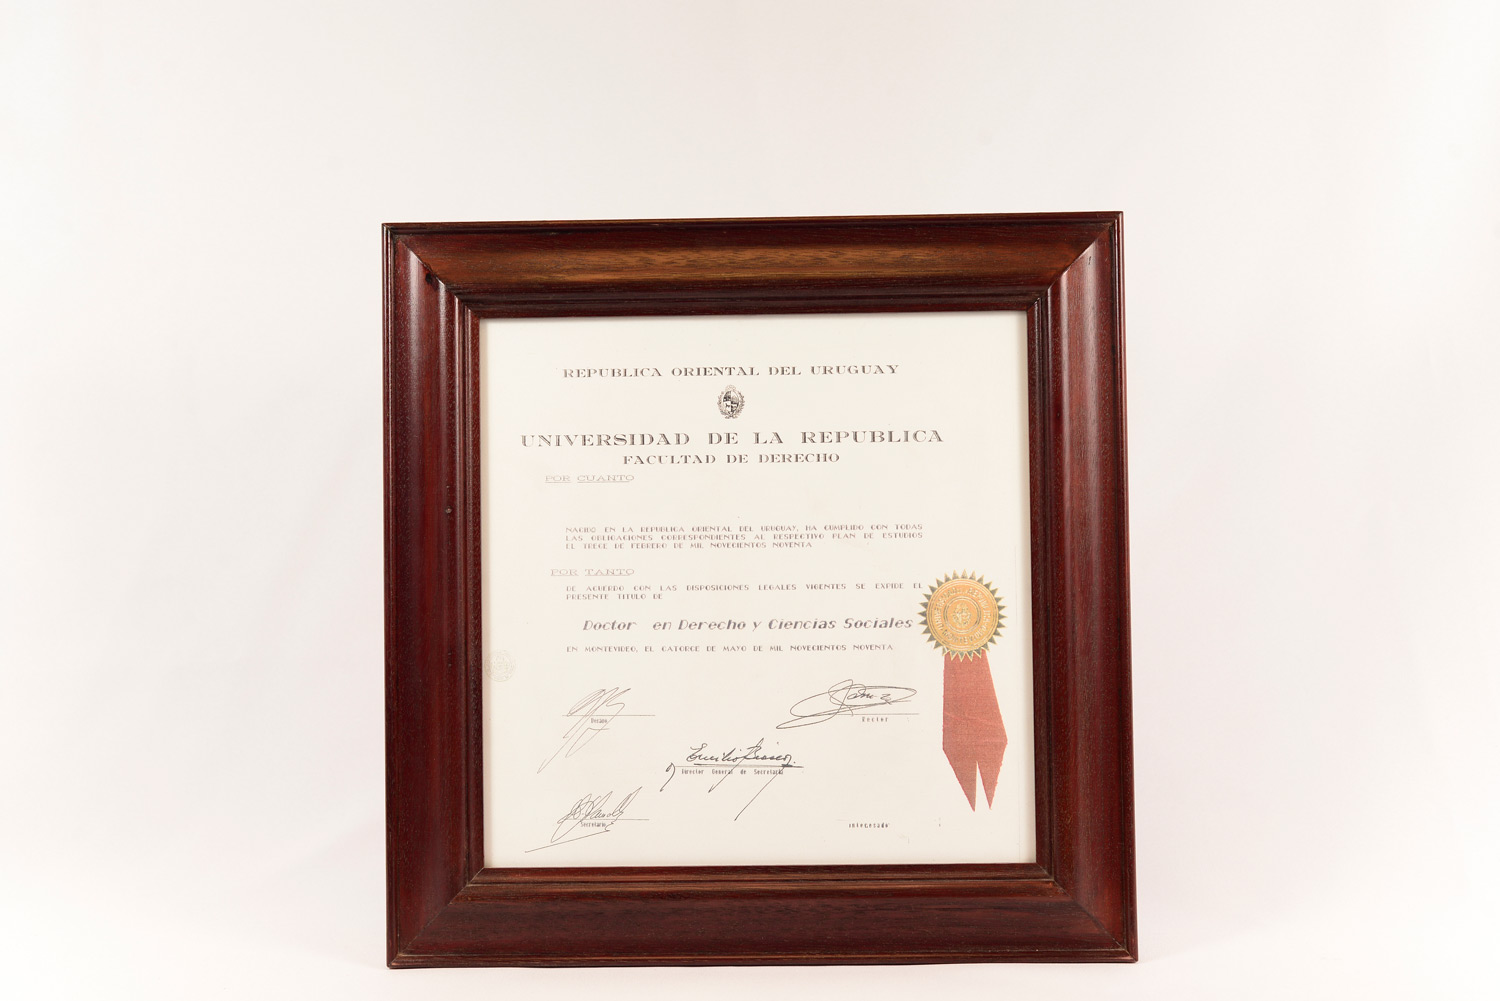 REPUBLICA ORIENTAL DEL URUGUAY
UNIVERSIDAD DE LA REPUBLICA
FACULTAD DE DERECHO
POR CUANTO
NACIDO EN LA REPUBLICA ORIENTAL DEL URUGUAY, HA CUMPLIDO CON TODAS
LAS OBLIGACIONES CORRESPONDIENTES AL RESPECTIVO PLAN DE ESTUDIOS
EL TRECE DE FEBRERO DE MIL NOVECIENTOS NOVENTA
POR TANTO
DE ACUERDO CON LAS DISPOSICIONES LEGALES VIGENTES SE EXPIDE EL
PRESENTE TITULO DE
Doctor en Derecho y Ciencias Sociales
EN MONTEVIDEO, EL CATORCE DE MAYO DE MIL NOVECIENTOS NOVENTA
Decano
Rector
Director General de Secretaría
Secretario
Interesado